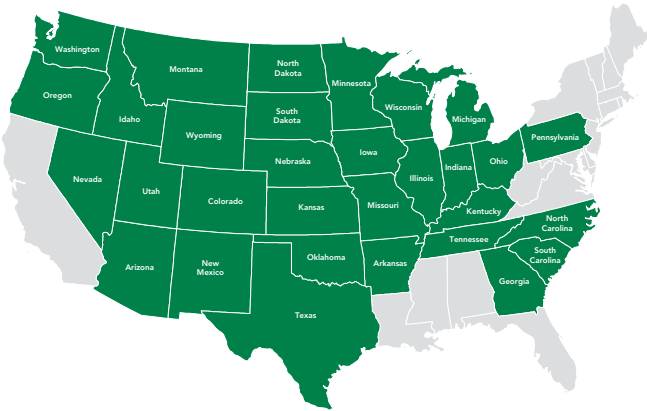 Washington
Montana
North
Dakota
Minnesota
Oregon
Idaho
South
Dakota
Wisconsin
Michigan
Wyoming
Pennsylvania
Nebraska
Iowa
Nevada
Utah
Colorado
Illinois
Indiana
Ohio
Kansas
Missouri
Kentucky
North
Carolina
Tennessee
South
Carolina
Arizona
New
Mexico
Oklahoma
Arkansas
Georgia
Texas